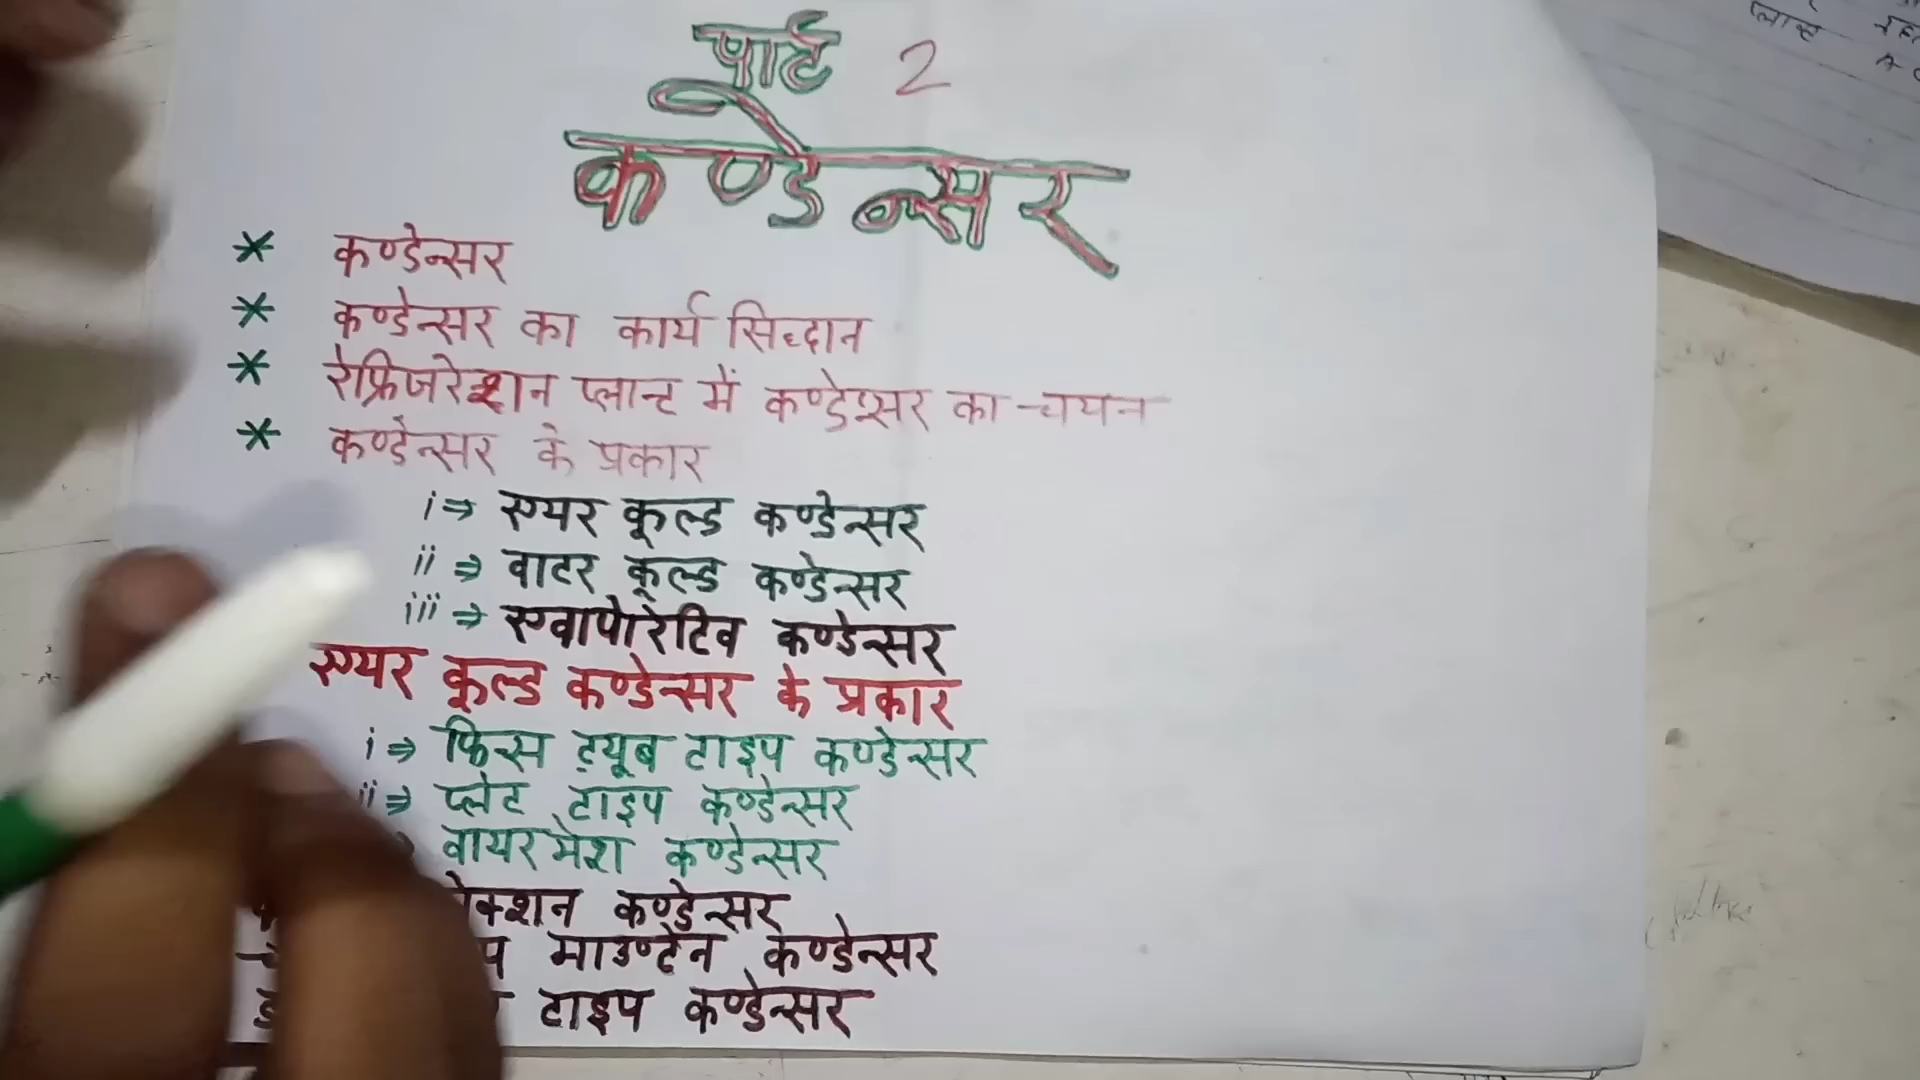 पार्ट 2
कण्डेन्सर
* कण्डेन्सर
* कण्डेन्सर का कार्य सिद्दान
* रेफ्रिजरेशन प्लान्ट में कण्डेन्सर का चयन
* कण्डेन्सर के प्रकार
i ⇒ एयर कूल्ड कण्डेन्सर
ii ⇒ वाटर कूल्ड कण्डेन्सर
iii ⇒ एवापोरेटिव कण्डेन्सर
एयर कूल्ड कण्डेन्सर के प्रकार
i ⇒ फिन्स ट्यूब टाइप कण्डेन्सर
ii ⇒ प्लेट टाइप कण्डेन्सर
वायरमेश कण्डेन्सर
कण्डेन्सर
माउण्टेन कण्डेन्सर
टाइप कण्डेन्सर